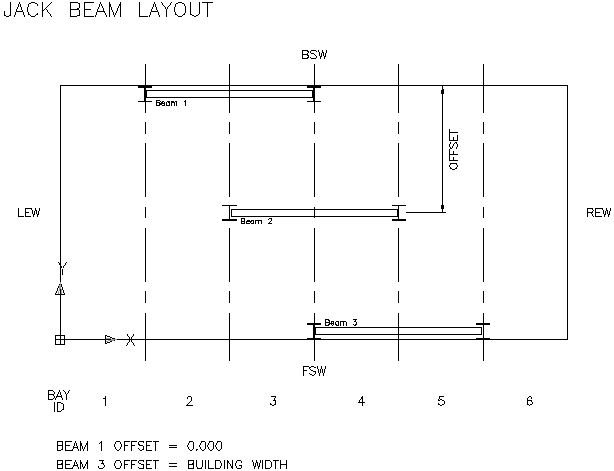 JACK BEAM LAYOUT
BSW
Beam 1
OFFSET
LEW
Beam 2
REW
Y
Beam 3
X
FSW
BAY ID 1 2 3 4 5 6
BEAM 1 OFFSET = 0.000
BEAM 3 OFFSET = BUILDING WIDTH